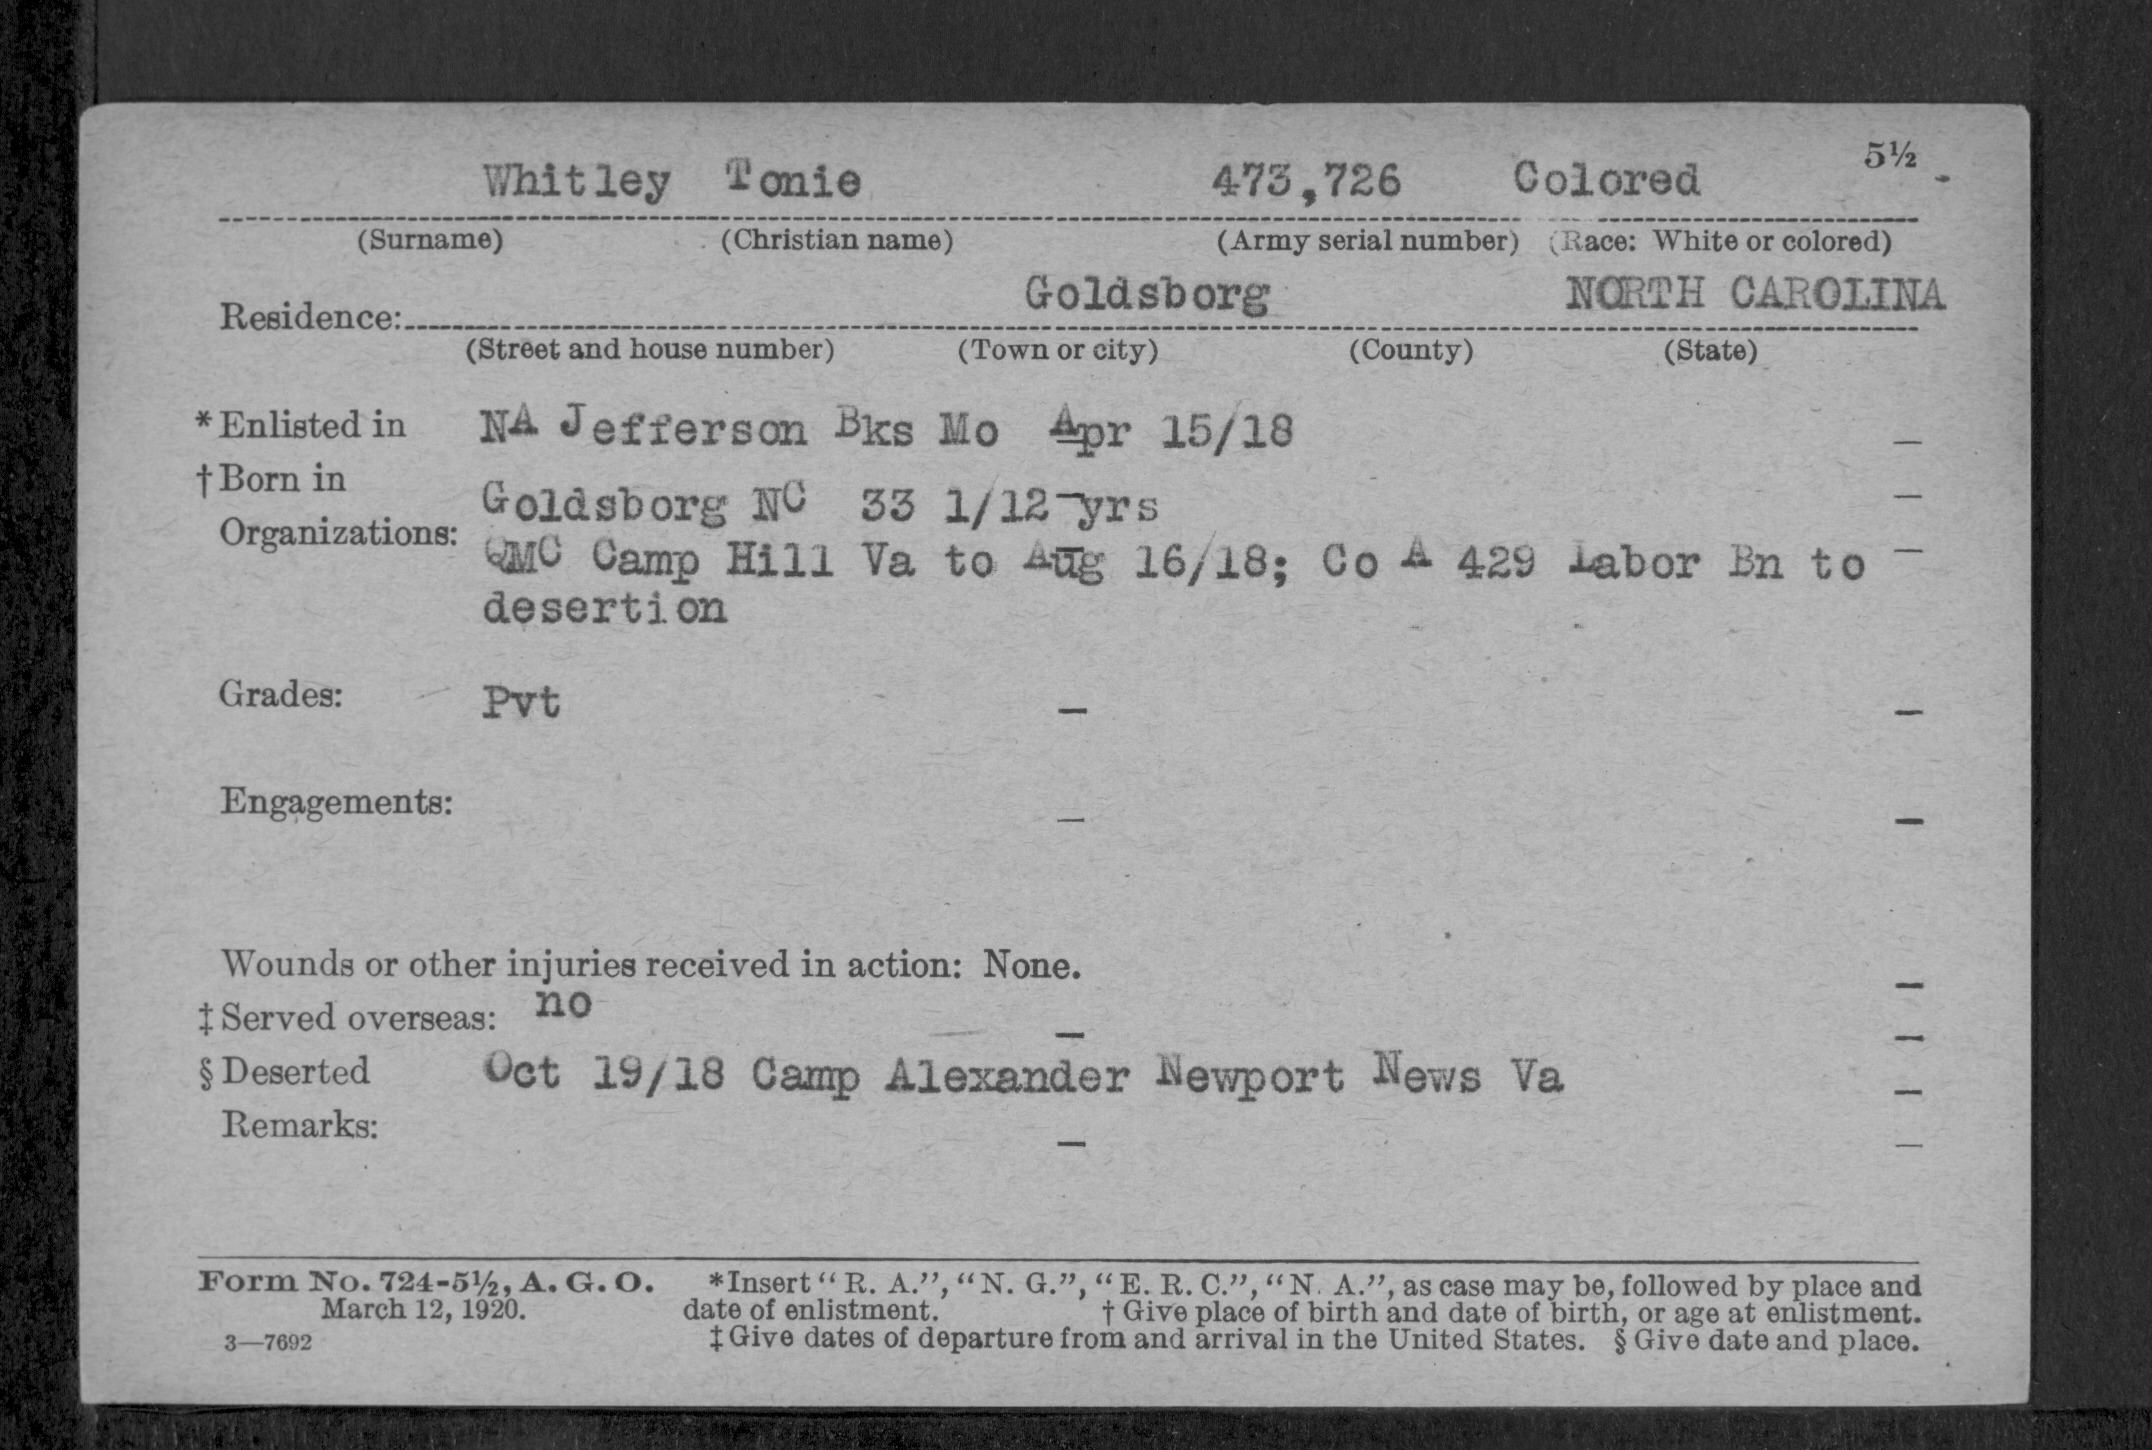 5½
Whitley Tonie 473,726 Colored
(Surname) (Christian name) (Army serial number) (Race: White or colored)
Residence: Goldsborg NORTH CAROLINA
(Street and house number) (Town or city) (County) (State)
* Enlisted in NA Jefferson Bks Mo Apr 15/18
† Born in Goldsborg NC 33 1/12 yrs
Organizations: QMC Camp Hill Va to Aug 16/18; Co A 429 Labor Bn to
desertion
Grades: Pvt
Engagements:
Wounds or other injuries received in action: None.
‡ Served overseas: no
§ Deserted Oct 19/18 Camp Alexander Newport News Va
Remarks:
Form No. 724-5½, A. G. O. *Insert "R. A.", "N. G.", "E. R. C.", "N. A.", as case may be, followed by place and
March 12, 1920. date of enlistment. † Give place of birth and date of birth, or age at enlistment.
3—7692 ‡ Give dates of departure from and arrival in the United States. § Give date and place.